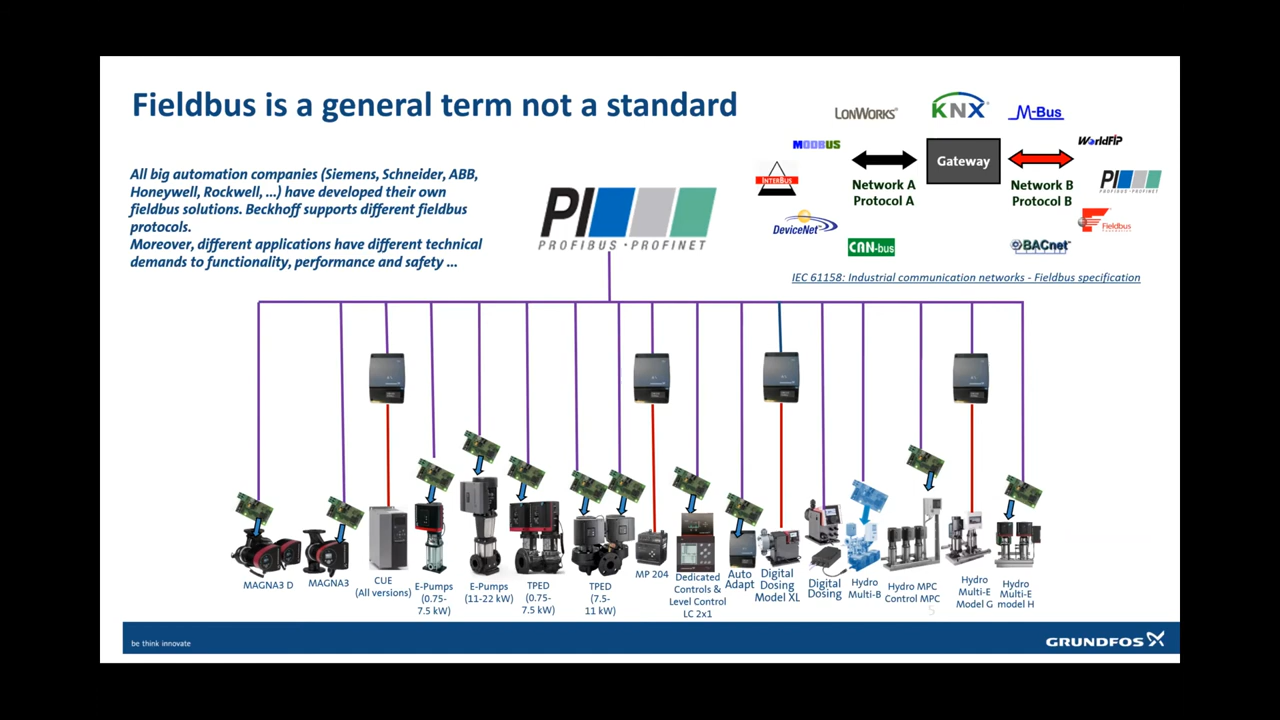 Fieldbus is a general term not a standard
All big automation companies (Siemens, Schneider, ABB,
Honeywell, Rockwell, ...) have developed their own
fieldbus solutions. Beckhoff supports different fieldbus
protocols.
Moreover, different applications have different technical
demands to functionality, performance and safety ...
PI
PROFIBUS · PROFINET
LONWORKS®
KNX®
M-Bus
MODBUS
WorldFIP
Gateway
INTERBUS
Network A
Protocol A
Network B
Protocol B
PI
PROFIBUS · PROFINET
DeviceNet
Fieldbus
CAN-bus
BACnet
IEC 61158: Industrial communication networks - Fieldbus specification
MAGNA3 D
MAGNA3
CUE
(All versions)
E-Pumps
(0.75-
7.5 kW)
E-Pumps
(11-22 kW)
TPED
(0.75-
7.5 kW)
TPED
(7.5-
11 kW)
MP 204
Dedicated
Controls &
Level Control
LC 2x1
Auto
Adapt
Digital
Dosing
Model XL
Digital
Dosing
Hydro
Multi-B
Hydro MPC
Control MPC
Hydro
Multi-E
Model G
Hydro
Multi-E
model H
5
be think innovate
GRUNDFOS